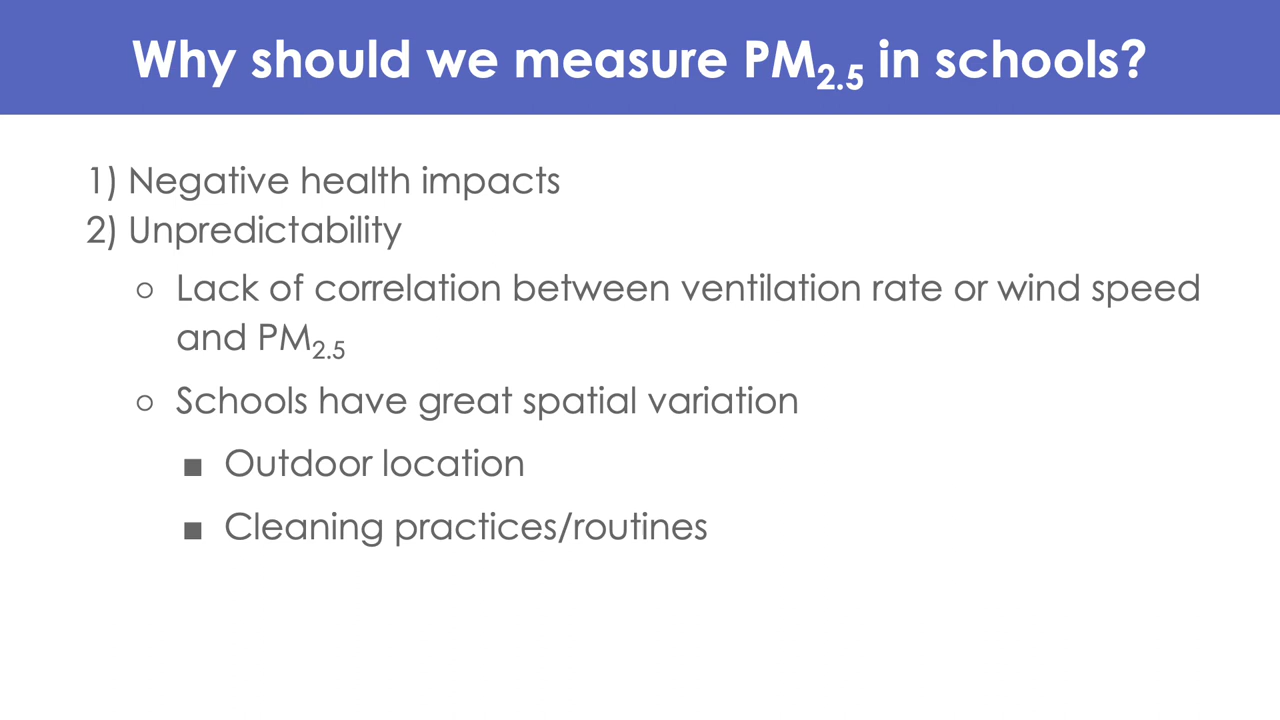 Why should we measure PM2.5 in schools?
1) Negative health impacts
2) Unpredictability
○ Lack of correlation between ventilation rate or wind speed
and PM2.5
○ Schools have great spatial variation
■ Outdoor location
■ Cleaning practices/routines